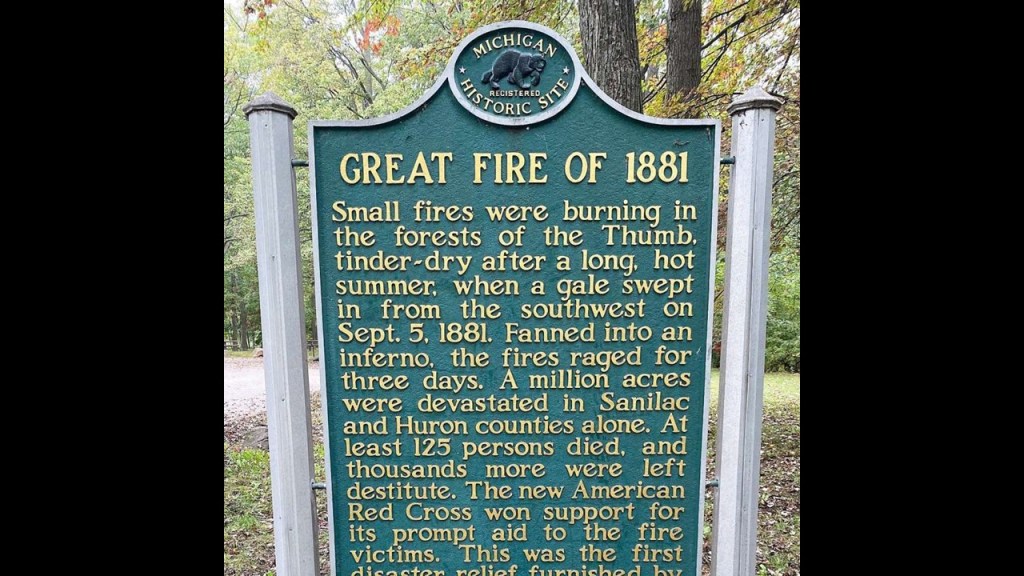 MICHIGAN
REGISTERED
HISTORIC SITE
GREAT FIRE OF 1881
Small fires were burning in
the forests of the Thumb,
tinder-dry after a long, hot
summer, when a gale swept
in from the southwest on
Sept. 5, 1881. Fanned into an
inferno, the fires raged for
three days. A million acres
were devastated in Sanilac
and Huron counties alone. At
least 125 persons died, and
thousands more were left
destitute. The new American
Red Cross won support for
its prompt aid to the fire
victims. This was the first
disaster relief furnished by